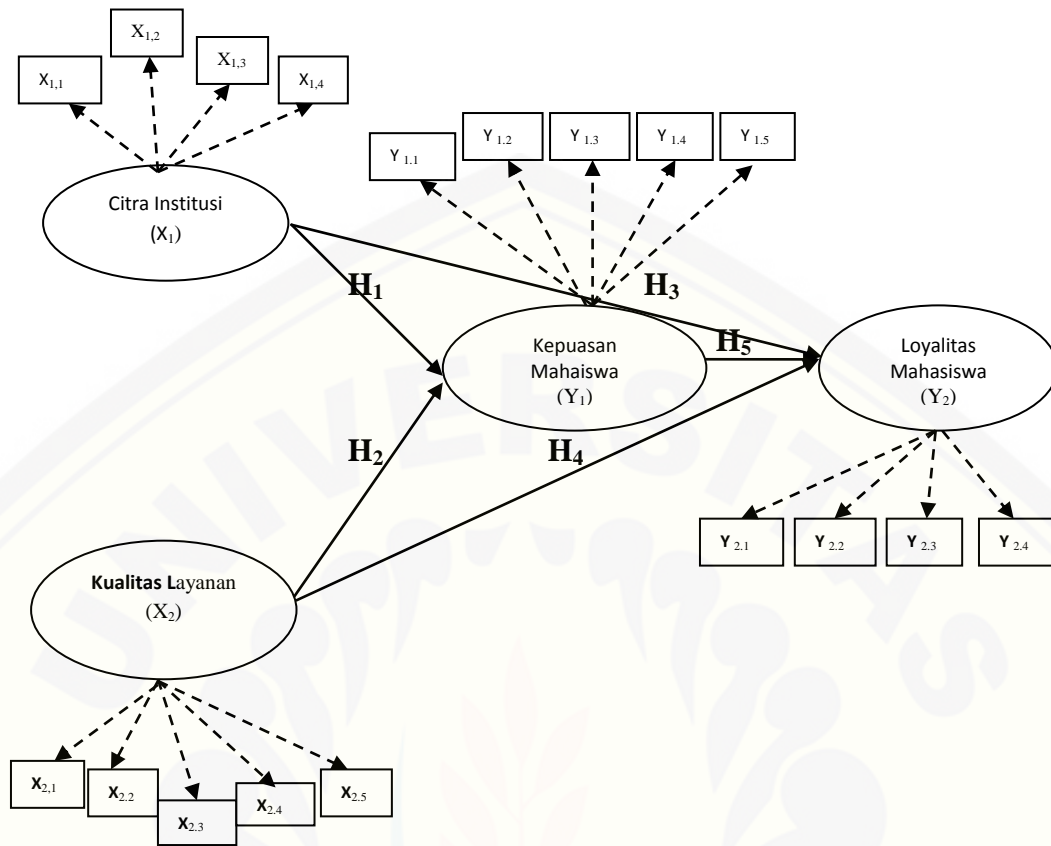 X1,1
X1,2
X1,3
X1,4
Citra Institusi
(X1)
Y 1.1
Y 1.2
Y 1.3
Y 1.4
Y 1.5
H1
H3
Kepuasan
Mahaiswa
(Y1)
H5
Loyalitas
Mahasiswa
(Y2)
H2
H4
Y 2.1
Y 2.2
Y 2.3
Y 2.4
Kualitas Layanan
(X2)
X2,1
X2.2
X2.3
X2.4
X2.5
UNIVERSITAS